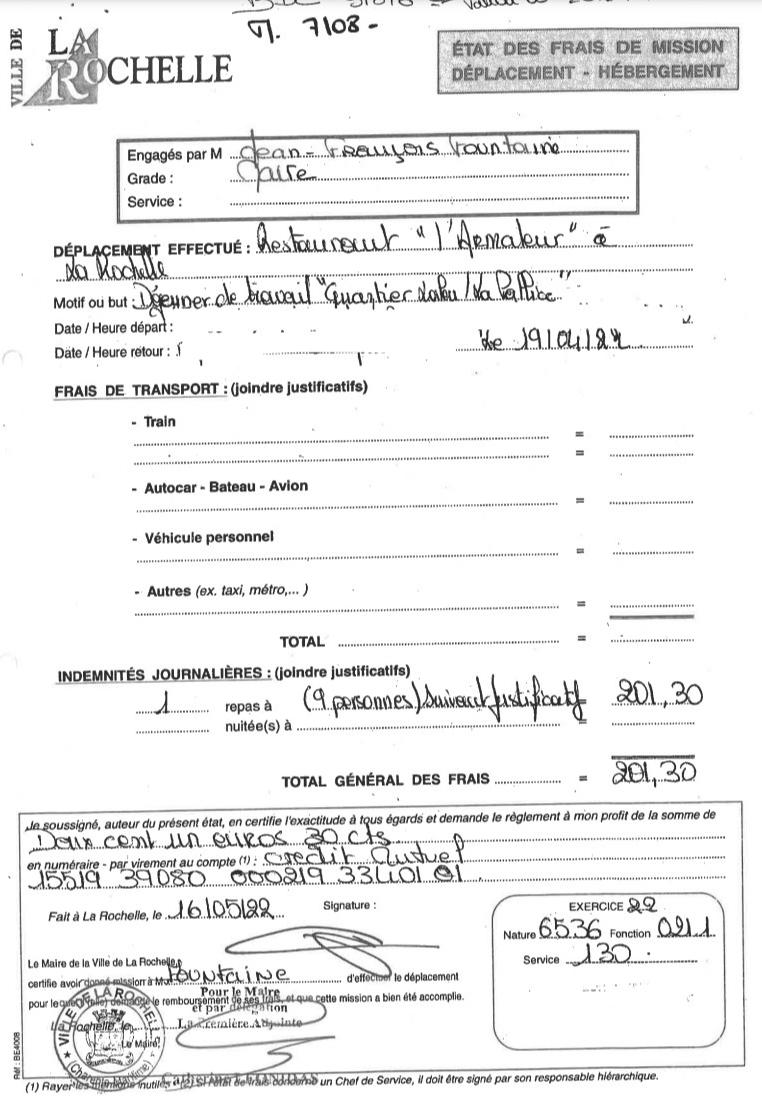 VILLE DE
LA
ROCHELLE
M. 7108 -
ÉTAT DES FRAIS DE MISSION
DÉPLACEMENT - HÉBERGEMENT
Engagés par M Jean-François Fountaine
Grade : Maire
Service :
DÉPLACEMENT EFFECTUÉ : Restaurant "l'Armateur" à
La Rochelle
Motif ou but : Déjeuner de travail "Quartier Laleu / La Pallice"
Date / Heure départ :
Date / Heure retour :
Le 19/04/22
FRAIS DE TRANSPORT : (joindre justificatifs)
- Train
=
=
- Autocar - Bateau - Avion
=
- Véhicule personnel
=
- Autres (ex. taxi, métro,... )
=
TOTAL =
INDEMNITÉS JOURNALIÈRES : (joindre justificatifs)
1 repas à (9 personnes) suivant justificatif 201,30
nuitée(s) à =
TOTAL GÉNÉRAL DES FRAIS = 201,30
Je soussigné, auteur du présent état, en certifie l'exactitude à tous égards et demande le règlement à mon profit de la somme de
Deux cent un euros 30 cts
en numéraire - par virement au compte (1) : Crédit Mutuel
15519 39080 000219 33401 01
Fait à La Rochelle, le 16/05/22 Signature :
EXERCICE 22
Nature 6536 Fonction 0211
Service 130
Le Maire de la Ville de La Rochelle,
certifie avoir donné mission à M. Fountaine d'effectuer le déplacement
pour lequel il (elle) demande le remboursement de ses frais, et que cette mission a bien été accomplie.
Pour le Maire
et par délégation
La Première Adjointe
La Rochelle, le
Le Maire,
VILLE DE LA ROCHELLE
(Charente-Maritime)
Réf. : BE4008
(1) Rayer les mentions inutiles (2) Si l'état de frais concerne un Chef de Service, il doit être signé par son responsable hiérarchique.